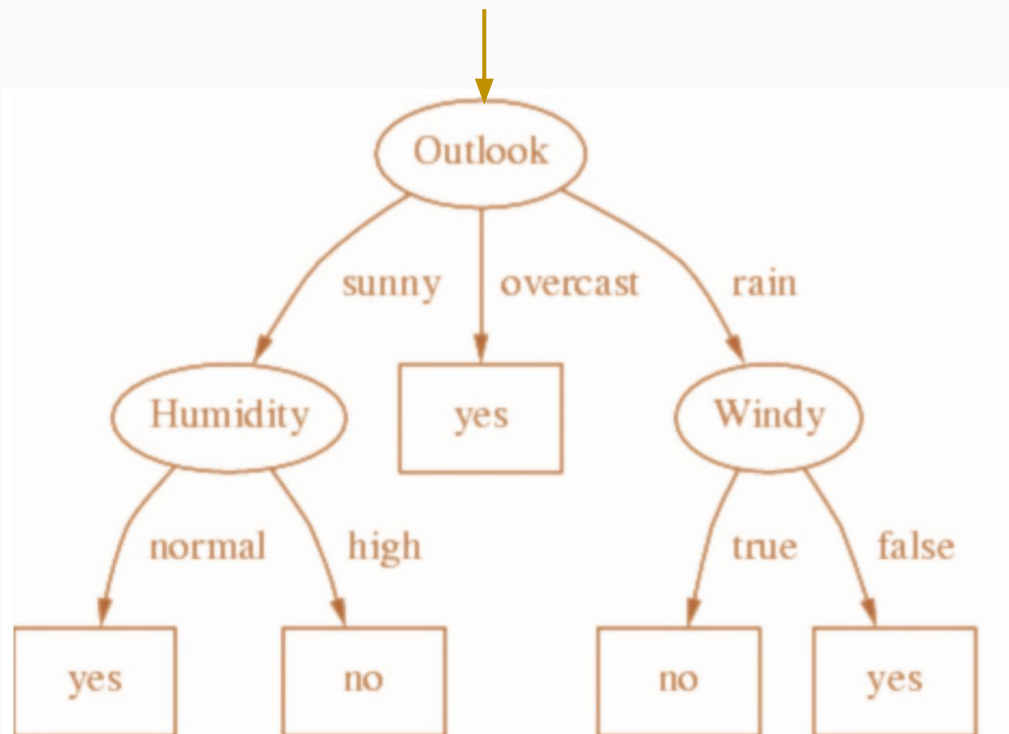 Outlook
sunny overcast rain
Humidity yes Windy
normal high true false
yes no no yes